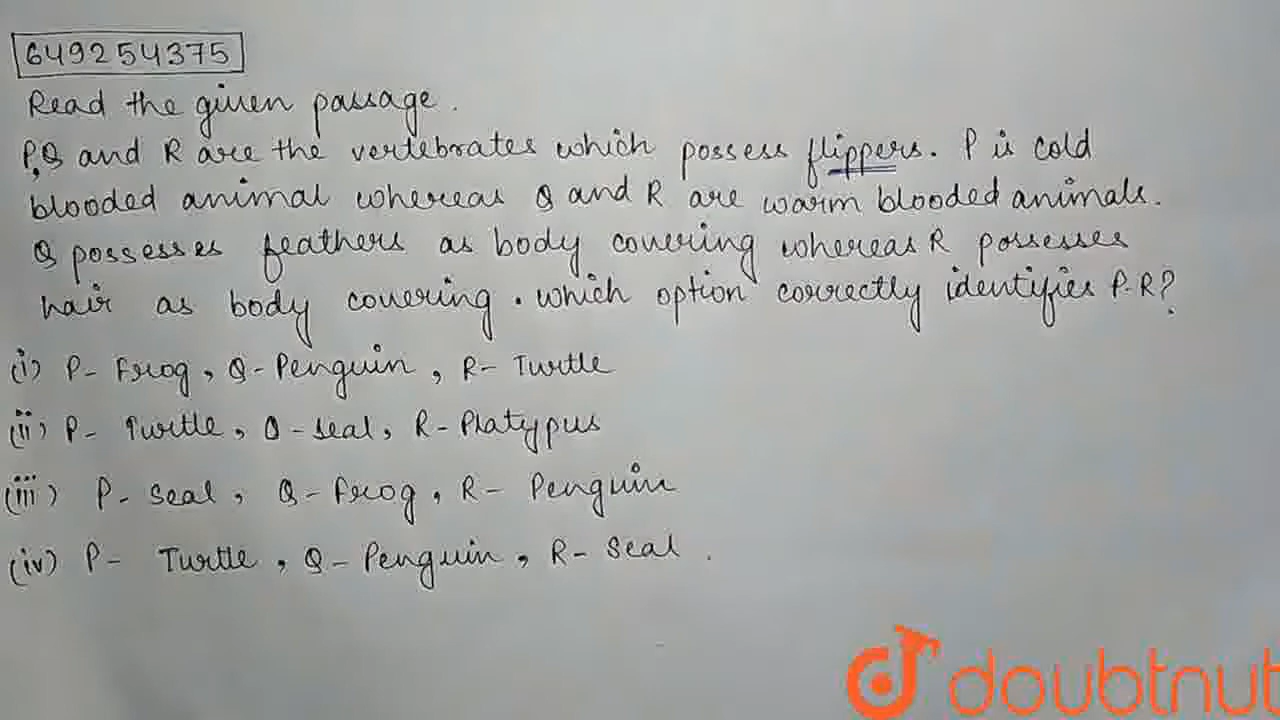 649254375
Read the given passage.
P,Q and R are the vertebrates which possess flippers. P is cold
blooded animal whereas Q and R are warm blooded animals.
Q possesses feathers as body covering whereas R possesses
hair as body covering. which option correctly identifies P-R?
(i) P- Frog, Q-Penguin, R- Turtle
(ii) P- Turtle, Q-seal, R-Platypus
(iii) P- seal, Q-Frog, R- Penguin
(iv) P- Turtle, Q-Penguin, R- Seal.
doubtnut